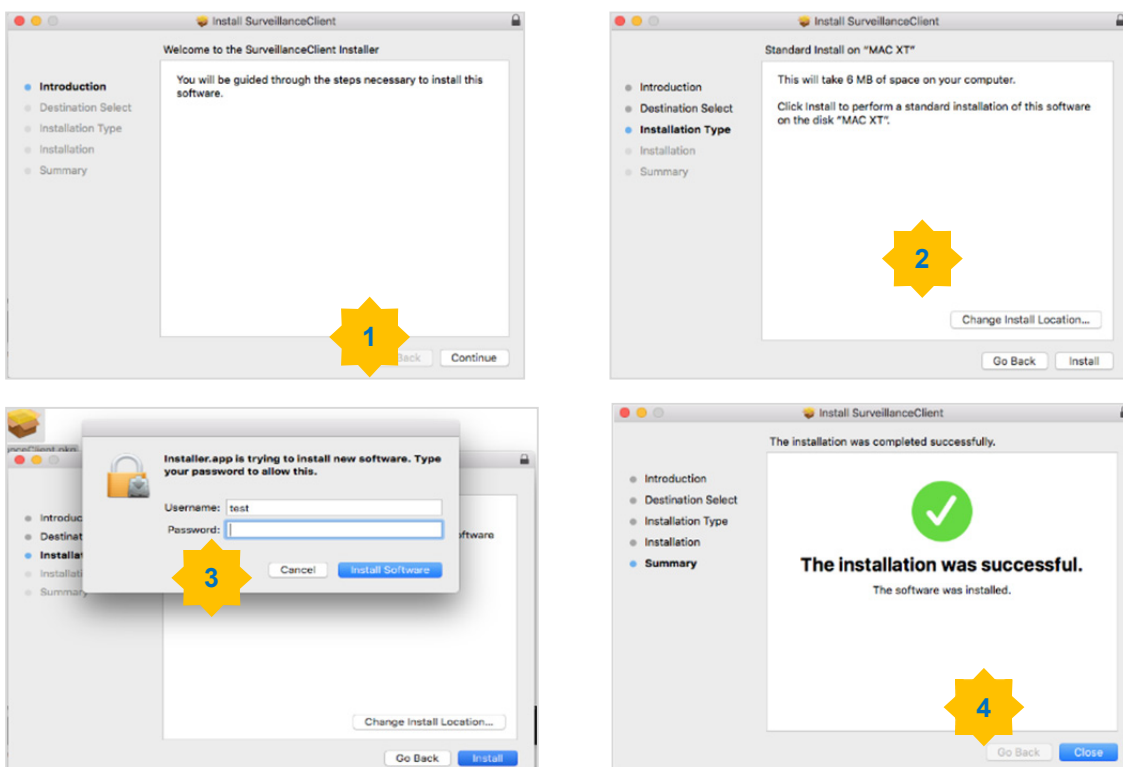 Install SurveillanceClient
Welcome to the SurveillanceClient Installer
Introduction
Destination Select
Installation Type
Installation
Summary
You will be guided through the steps necessary to install this
software.
1
Back
Continue
Install SurveillanceClient
Standard Install on "MAC XT"
Introduction
Destination Select
Installation Type
Installation
Summary
This will take 6 MB of space on your computer.
Click Install to perform a standard installation of this software
on the disk "MAC XT".
2
Change Install Location...
Go Back
Install
Installer.app is trying to install new software. Type
your password to allow this.
Username: test
Password:
3
Cancel
Install Software
Summary
Change Install Location...
Go Back
Install
Install SurveillanceClient
The installation was completed successfully.
Introduction
Destination Select
Installation Type
Installation
Summary
The installation was successful.
The software was installed.
4
Go Back
Close